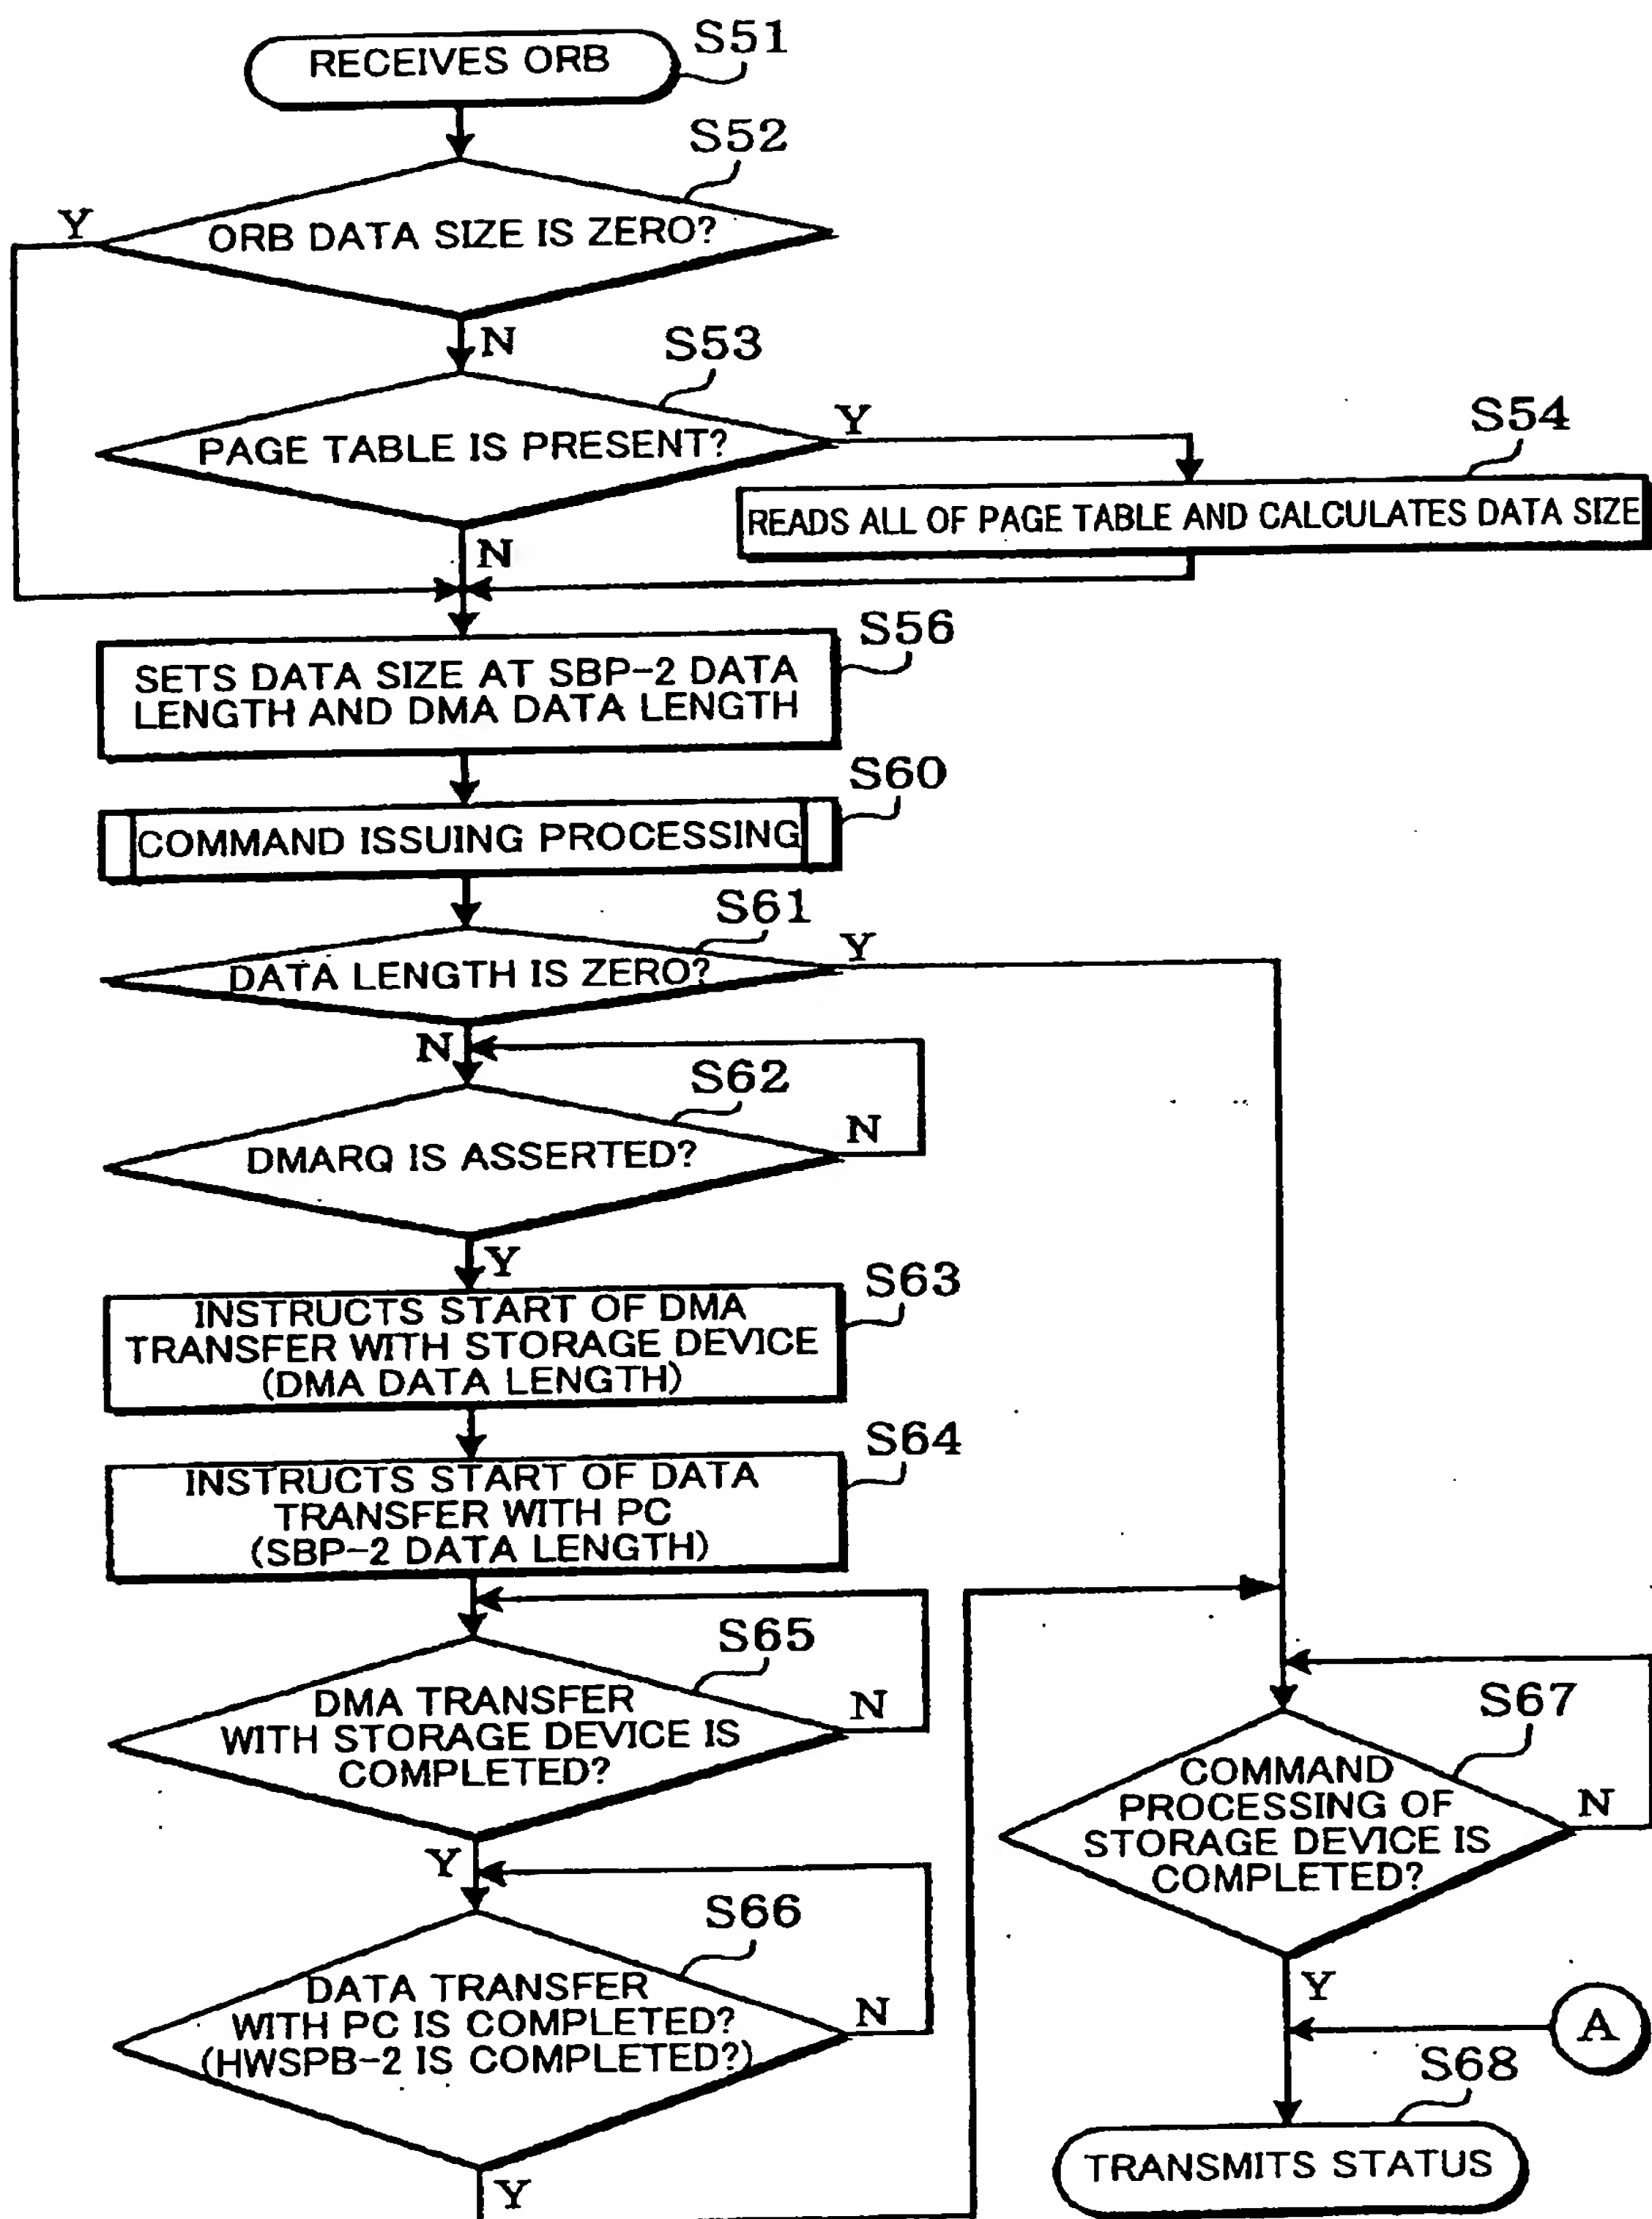 RECEIVES ORB
S51
S52
Y
ORB DATA SIZE IS ZERO?
N
S53
PAGE TABLE IS PRESENT?
Y
S54
READS ALL OF PAGE TABLE AND CALCULATES DATA SIZE
N
S56
SETS DATA SIZE AT SBP-2 DATA
LENGTH AND DMA DATA LENGTH
S60
COMMAND ISSUING PROCESSING
S61
DATA LENGTH IS ZERO?
Y
N
S62
DMARQ IS ASSERTED?
N
Y
S63
INSTRUCTS START OF DMA
TRANSFER WITH STORAGE DEVICE
(DMA DATA LENGTH)
S64
INSTRUCTS START OF DATA
TRANSFER WITH PC
(SBP-2 DATA LENGTH)
S65
DMA TRANSFER
WITH STORAGE DEVICE IS
COMPLETED?
N
Y
S66
DATA TRANSFER
WITH PC IS COMPLETED?
(HWSPB-2 IS COMPLETED?)
N
Y
S67
COMMAND
PROCESSING OF
STORAGE DEVICE IS
COMPLETED?
N
Y
A
S68
TRANSMITS STATUS